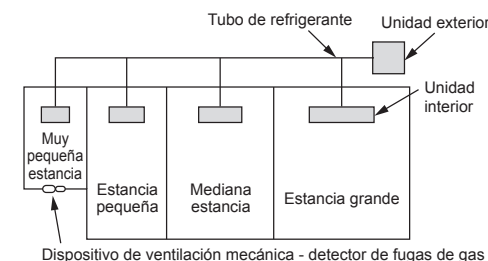 Tubo de refrigerante
Unidad exterior
Unidad
interior
Muy
pequeña
estancia
Estancia
pequeña
Mediana
estancia
Estancia grande
Dispositivo de ventilación mecánica - detector de fugas de gas